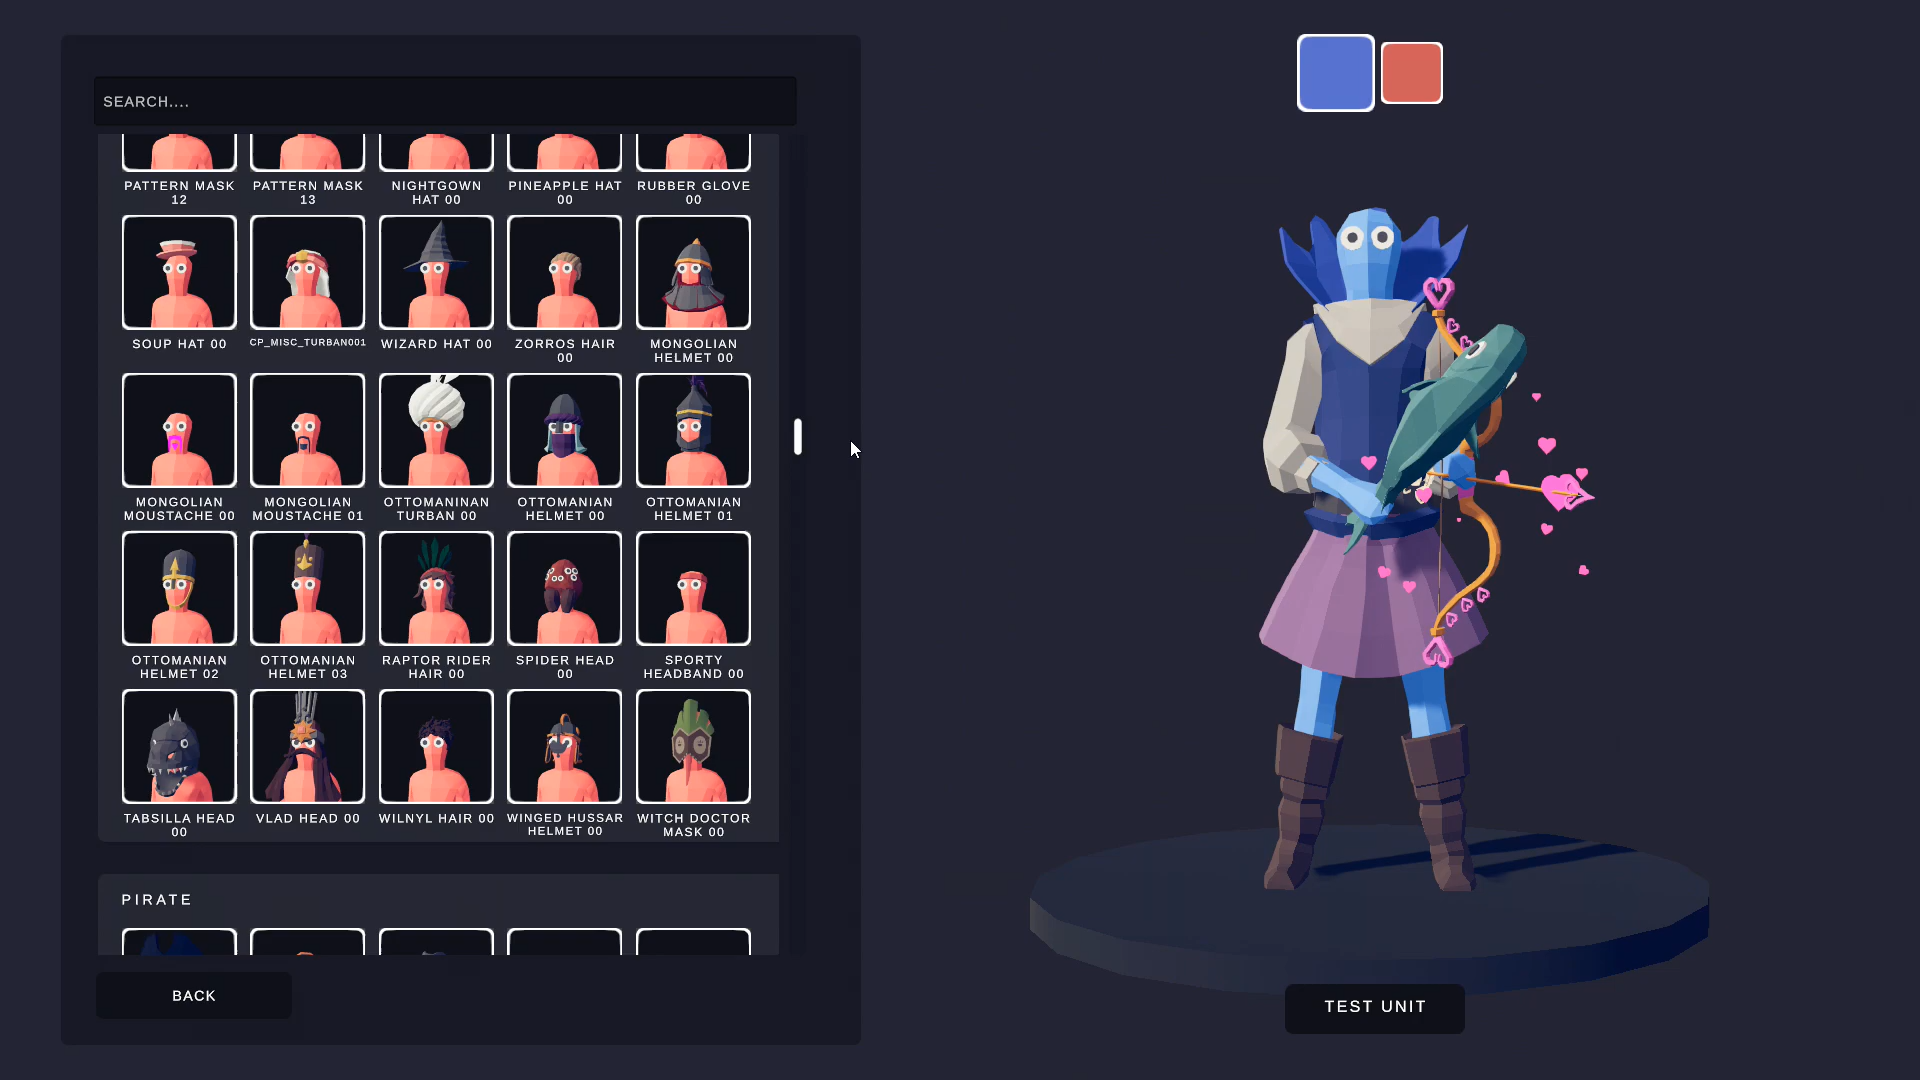 SEARCH....
PATTERN MASK
12
PATTERN MASK
13
NIGHTGOWN
HAT 00
PINEAPPLE HAT
00
RUBBER GLOVE
00
SOUP HAT 00
CP_MISC_TURBAN001
WIZARD HAT 00
ZORROS HAIR
00
MONGOLIAN
HELMET 00
MONGOLIAN
MOUSTACHE 00
MONGOLIAN
MOUSTACHE 01
OTTOMANINAN
TURBAN 00
OTTOMANIAN
HELMET 00
OTTOMANIAN
HELMET 01
OTTOMANIAN
HELMET 02
OTTOMANIAN
HELMET 03
RAPTOR RIDER
HAIR 00
SPIDER HEAD
00
SPORTY
HEADBAND 00
TABSILLA HEAD
00
VLAD HEAD 00
WILNYL HAIR 00
WINGED HUSSAR
HELMET 00
WITCH DOCTOR
MASK 00
PIRATE
BACK
TEST UNIT